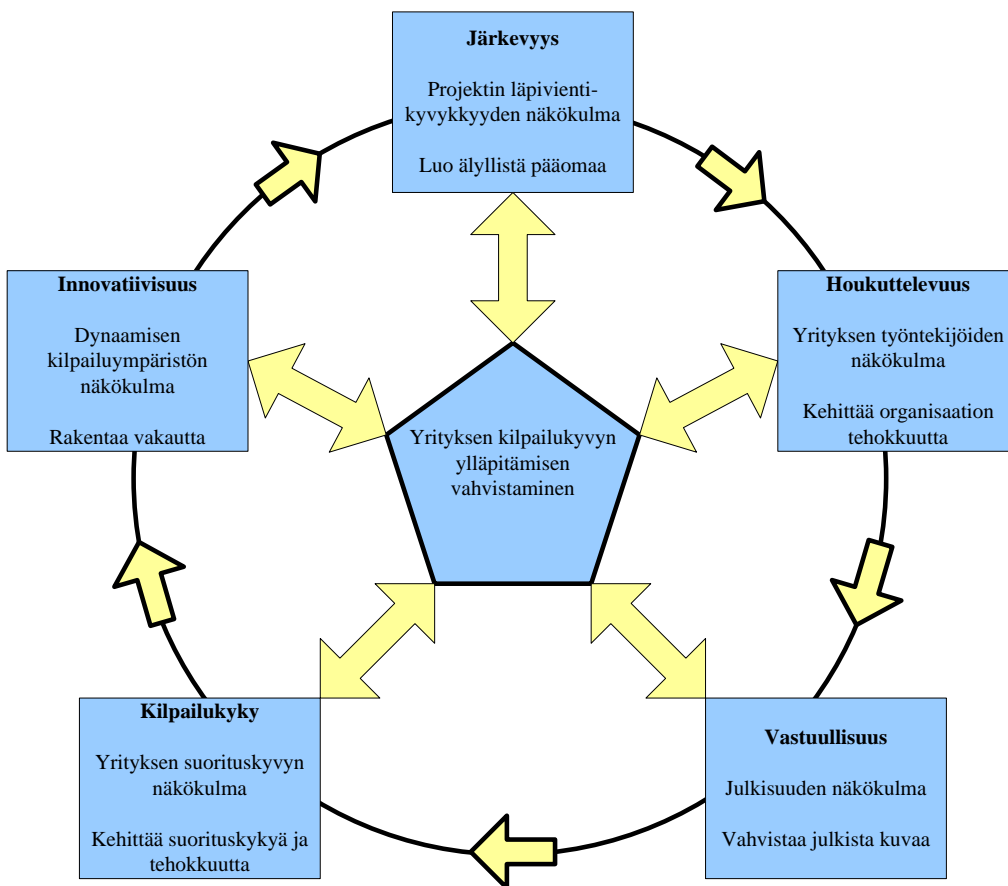 Järkevyys
Projektin läpivienti-
kyvykkyyden näkökulma
Luo älyllistä pääomaa
Innovatiivisuus
Dynaamisen
kilpailuympäristön
näkökulma
Rakentaa vakautta
Houkuttelevuus
Yrityksen työntekijöiden
näkökulma
Kehittää organisaation
tehokkuutta
Yrityksen kilpailukyvyn
ylläpitämisen
vahvistaminen
Kilpailukyky
Yrityksen suorituskyvyn
näkökulma
Kehittää suorituskykyä ja
tehokkuutta
Vastuullisuus
Julkisuuden näkökulma
Vahvistaa julkista kuvaa